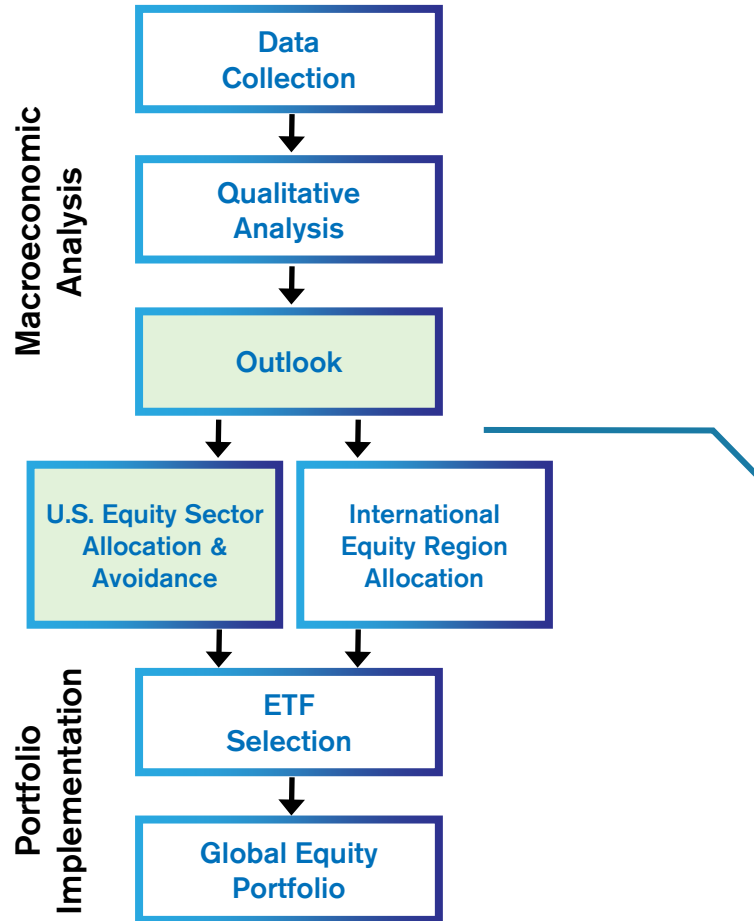 Data
Collection
Macroeconomic
Analysis
Qualitative
Analysis
Outlook
U.S. Equity Sector
Allocation &
Avoidance
International
Equity Region
Allocation
Portfolio
Implementation
ETF
Selection
Global Equity
Portfolio